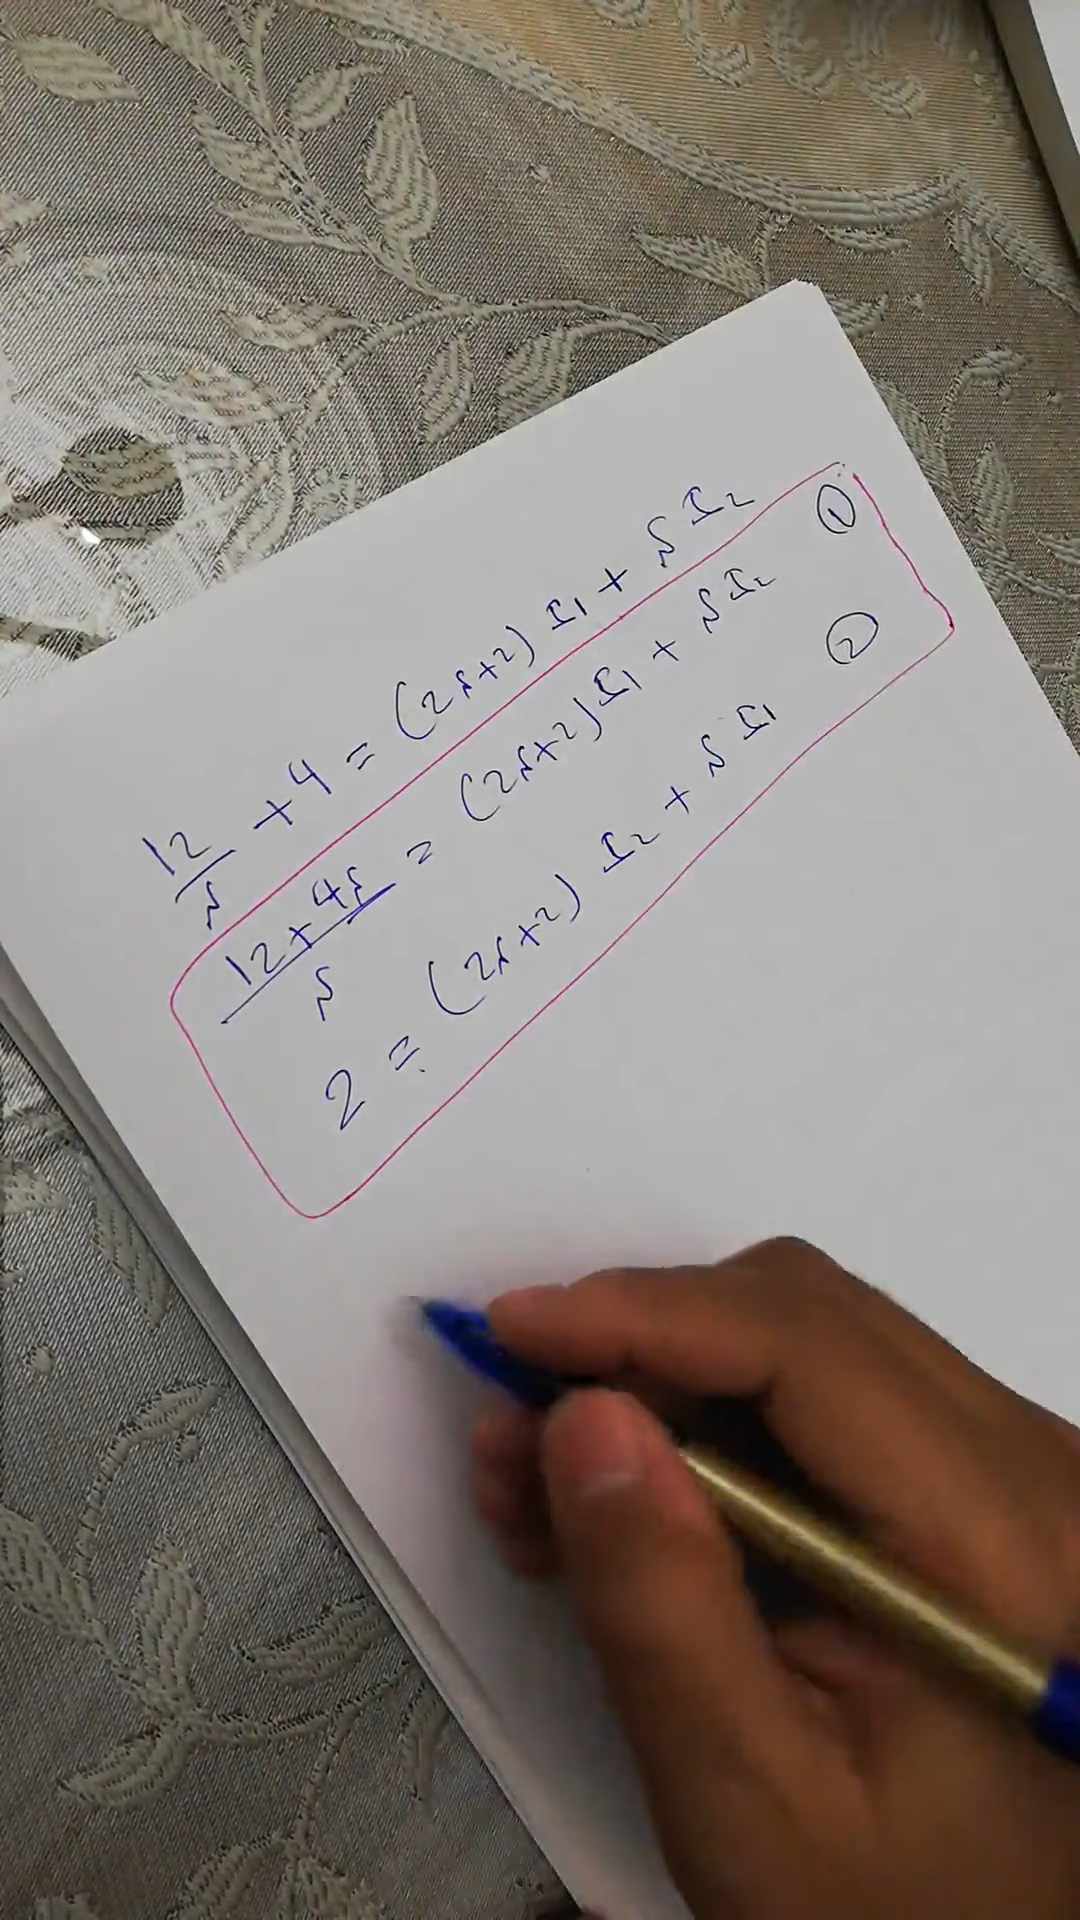 12/s + 4 = (2s+2) I1 + s I2
(12+4s)/s = (2s+2) I1 + s I2 ①
2 = (2s+2) I2 + s I1 ②